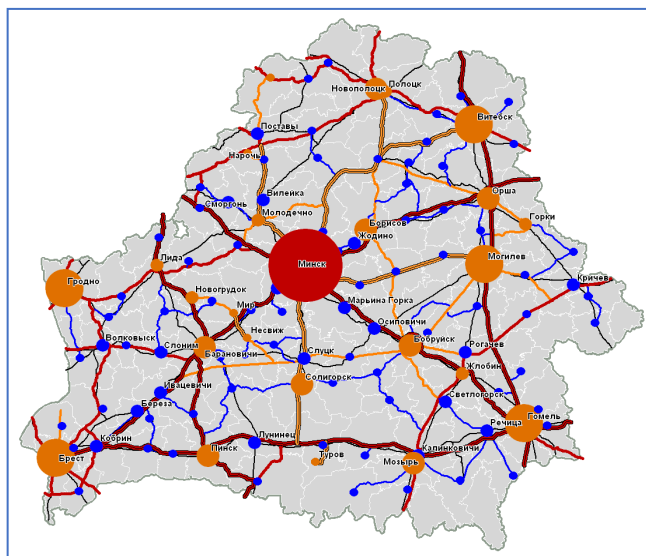 Полоцк
Новополоцк
Витебск
Поставы
Нарочь
Вилейка
Сморгонь
Молодечно
Орша
Борисов
Горки
Жодино
Минск
Могилев
Лида
Гродно
Кричев
Новогрудок
Мир
Марьина Горка
Осиповичи
Несвиж
Волковыск
Слоним
Барановичи
Слуцк
Бобруйск
Рогачев
Жлобин
Солигорск
Ивацевичи
Светлогорск
Береза
Гомель
Речица
Кобрин
Лунинец
Брест
Пинск
Туров
Калинковичи
Мозырь